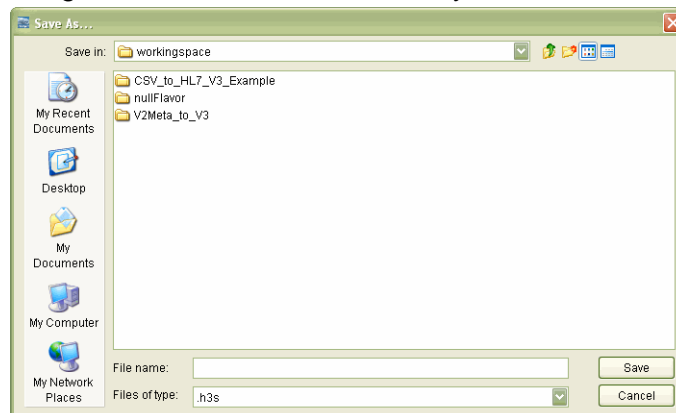 Save As...
Save in:
workingspace
CSV_to_HL7_V3_Example
nullFlavor
V2Meta_to_V3
My Recent
Documents
Desktop
My
Documents
My Computer
My Network
Places
File name:
Save
Files of type:
.h3s
Cancel